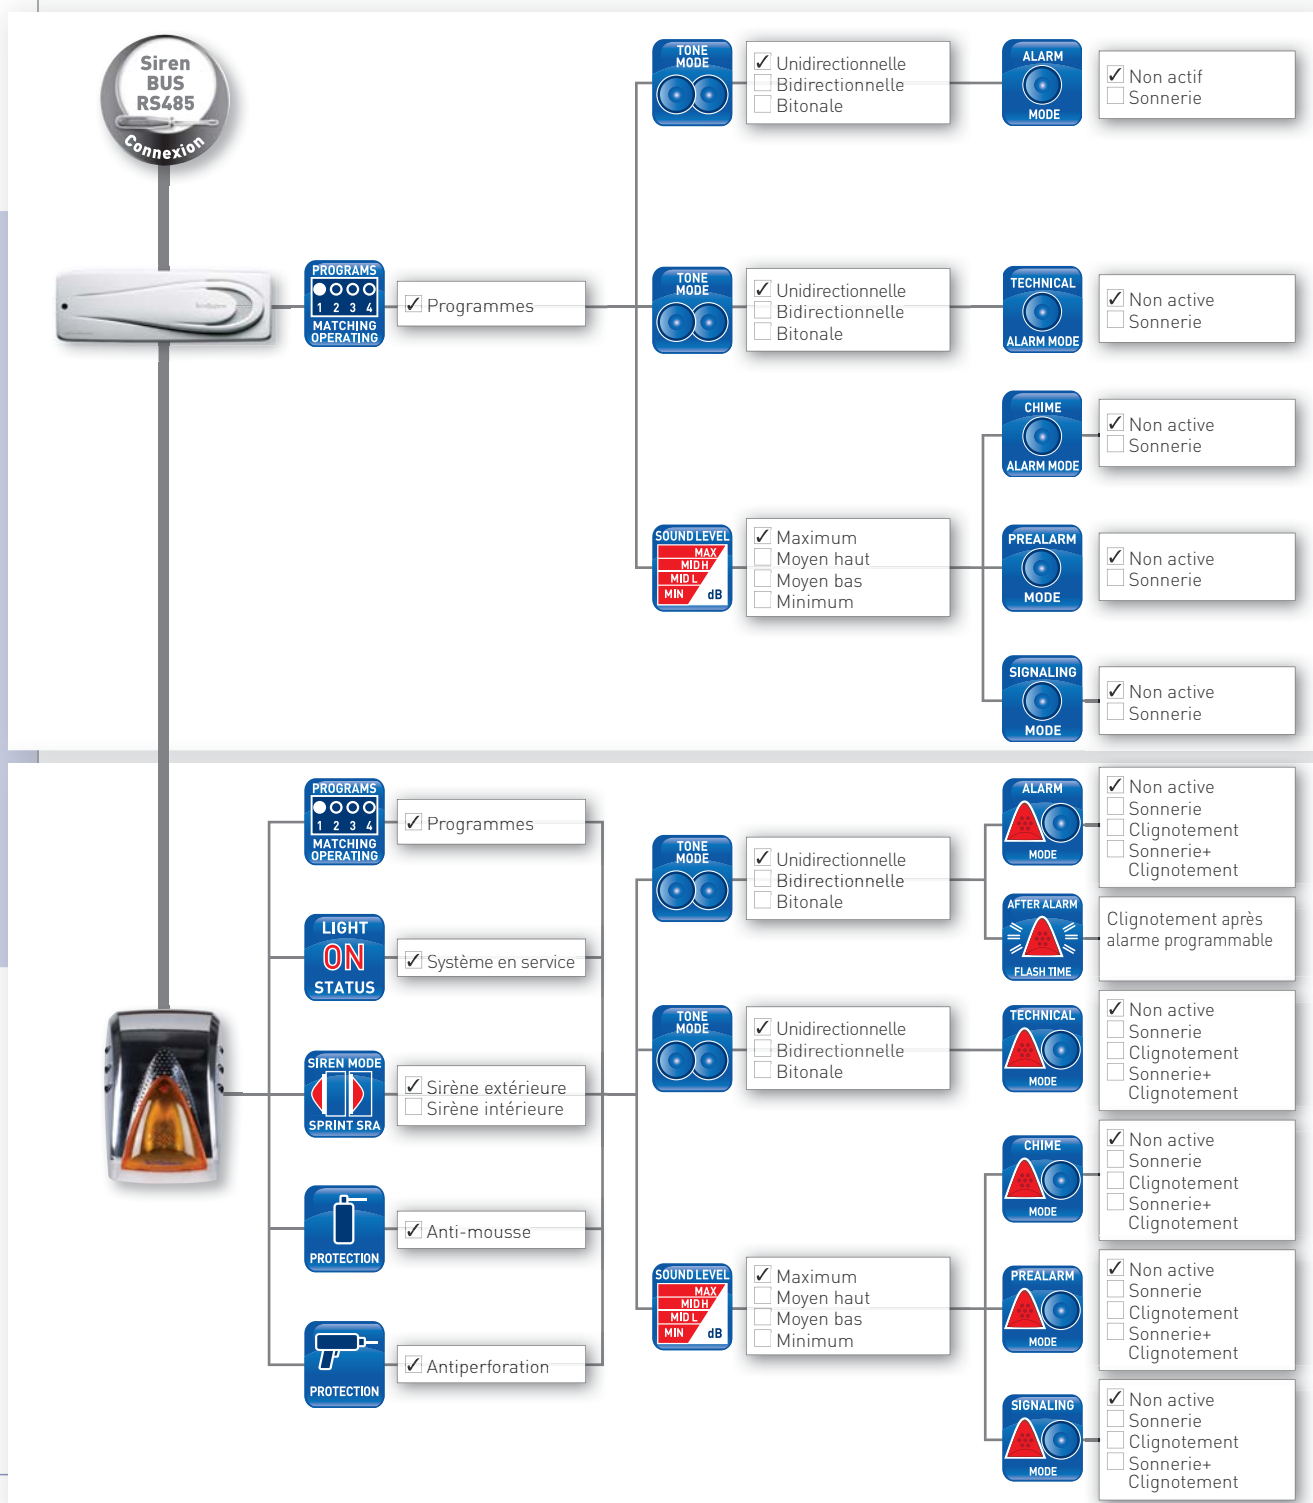 Siren
BUS
RS485
Connexion
TONE
MODE
✓ Unidirectionnelle
Bidirectionnelle
Bitonale
ALARM
MODE
✓ Non actif
Sonnerie
PROGRAMS
1 2 3 4
MATCHING
OPERATING
✓ Programmes
TONE
MODE
✓ Unidirectionnelle
Bidirectionnelle
Bitonale
TECHNICAL
ALARM MODE
✓ Non active
Sonnerie
CHIME
ALARM MODE
✓ Non active
Sonnerie
SOUND LEVEL
MAX
MID H
MID L
MIN dB
✓ Maximum
Moyen haut
Moyen bas
Minimum
PREALARM
MODE
✓ Non active
Sonnerie
SIGNALING
MODE
✓ Non active
Sonnerie
PROGRAMS
1 2 3 4
MATCHING
OPERATING
✓ Programmes
LIGHT
ON
STATUS
✓ Système en service
SIREN MODE
SPRINT SRA
✓ Sirène extérieure
Sirène intérieure
PROTECTION
✓ Anti-mousse
PROTECTION
✓ Antiperforation
TONE
MODE
✓ Unidirectionnelle
Bidirectionnelle
Bitonale
ALARM
MODE
✓ Non active
Sonnerie
Clignotement
Sonnerie+
Clignotement
AFTER ALARM
FLASH TIME
Clignotement après
alarme programmable
TONE
MODE
✓ Unidirectionnelle
Bidirectionnelle
Bitonale
TECHNICAL
MODE
✓ Non active
Sonnerie
Clignotement
Sonnerie+
Clignotement
CHIME
MODE
✓ Non active
Sonnerie
Clignotement
Sonnerie+
Clignotement
SOUND LEVEL
MAX
MID H
MID L
MIN dB
✓ Maximum
Moyen haut
Moyen bas
Minimum
PREALARM
MODE
✓ Non active
Sonnerie
Clignotement
Sonnerie+
Clignotement
SIGNALING
MODE
✓ Non active
Sonnerie
Clignotement
Sonnerie+
Clignotement